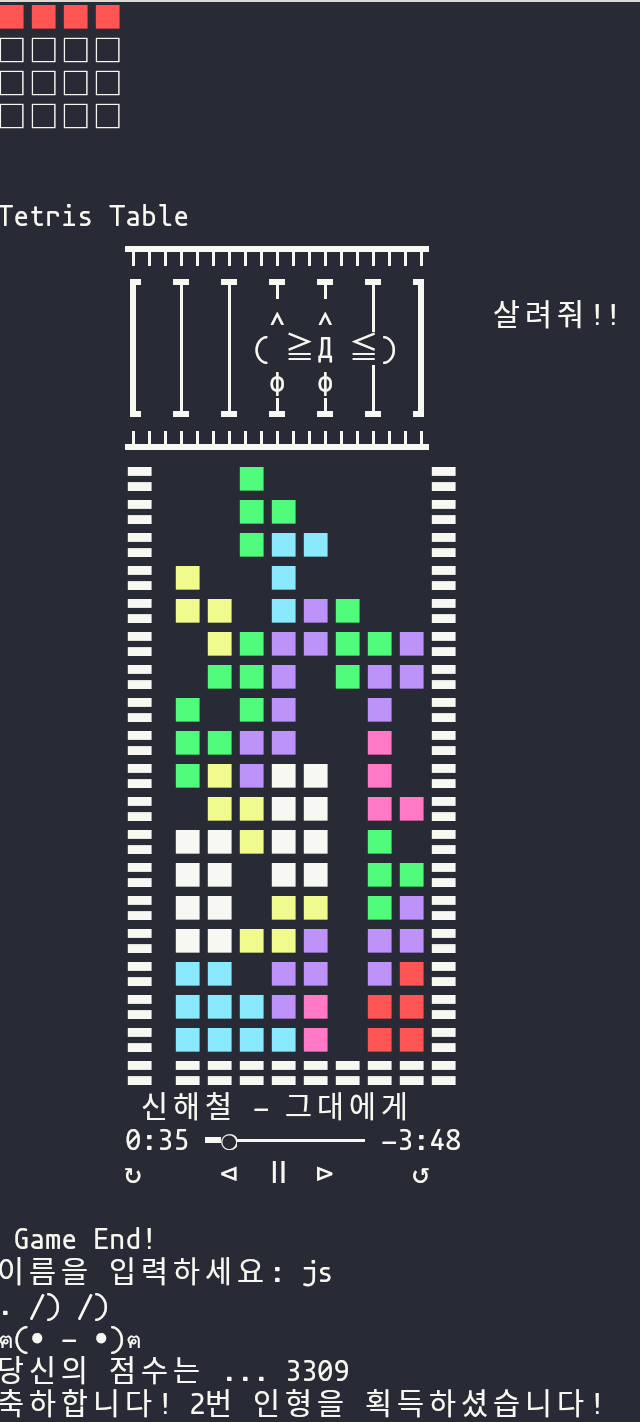 Tetris Table
살려줘!!
^ ^
( ≧Д ≦)
φ φ
신해철 - 그대에게
0:35 -3:48
↻ ⊲ || ⊳ ↺
Game End!
이름을 입력하세요: js
. /) /)
ฅ(• - •)ฅ
당신의 점수는 ... 3309
축하합니다! 2번 인형을 획득하셨습니다!